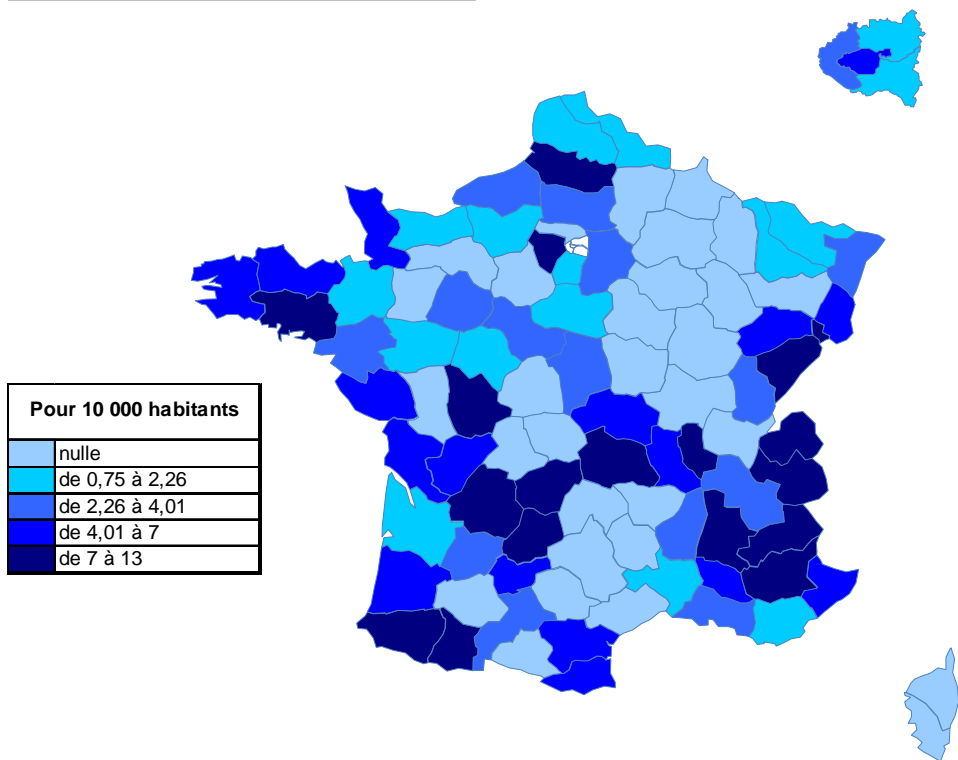 Pour 10 000 habitants
nulle
de 0,75 à 2,26
de 2,26 à 4,01
de 4,01 à 7
de 7 à 13